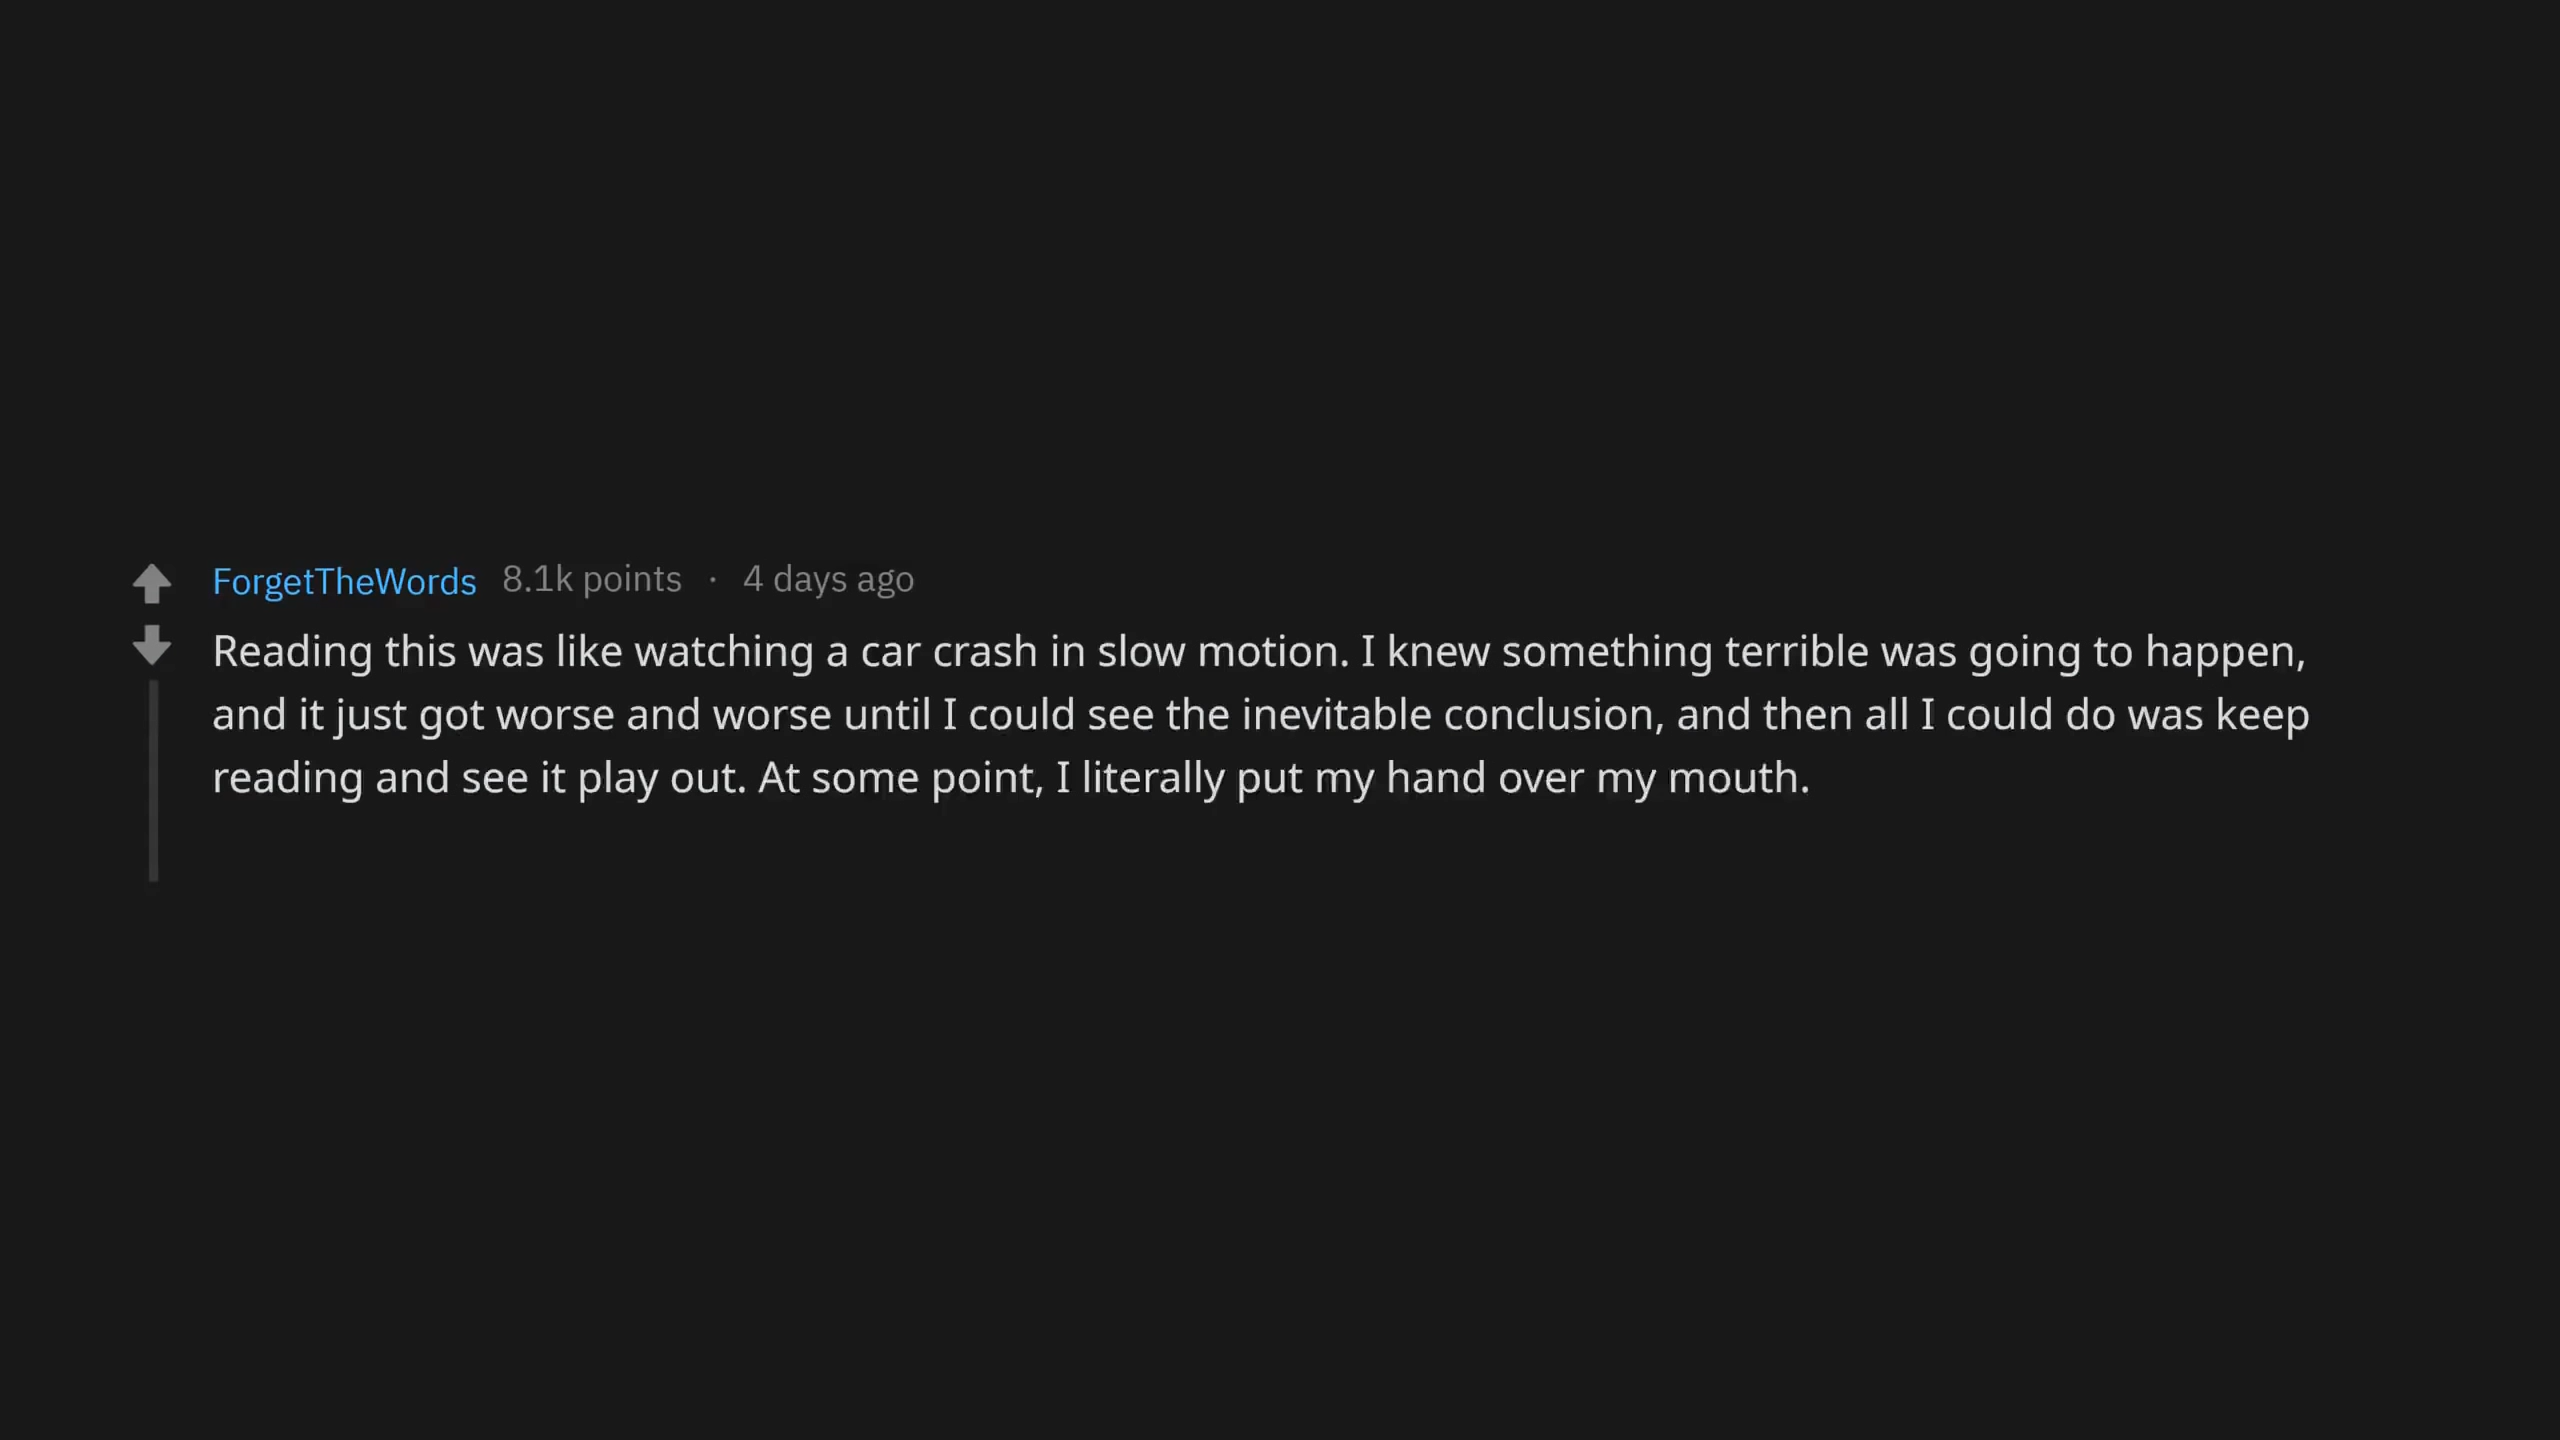 ForgetTheWords 8.1k points · 4 days ago
Reading this was like watching a car crash in slow motion. I knew something terrible was going to happen,
and it just got worse and worse until I could see the inevitable conclusion, and then all I could do was keep
reading and see it play out. At some point, I literally put my hand over my mouth.